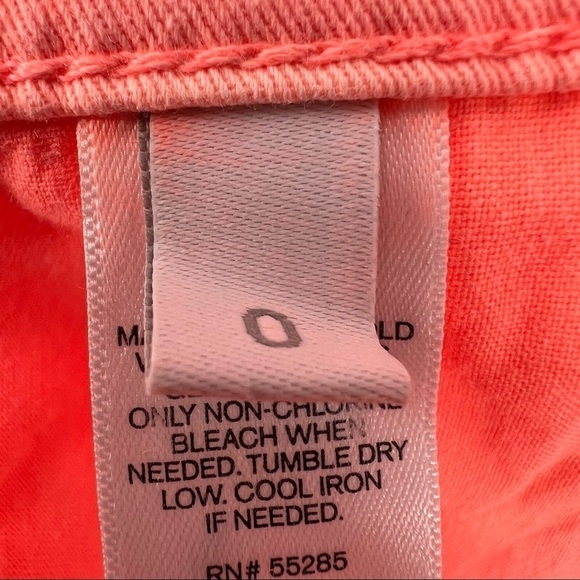 0
ONLY NON-CHLORINE
BLEACH WHEN
NEEDED. TUMBLE DRY
LOW. COOL IRON
IF NEEDED.
RN# 55285